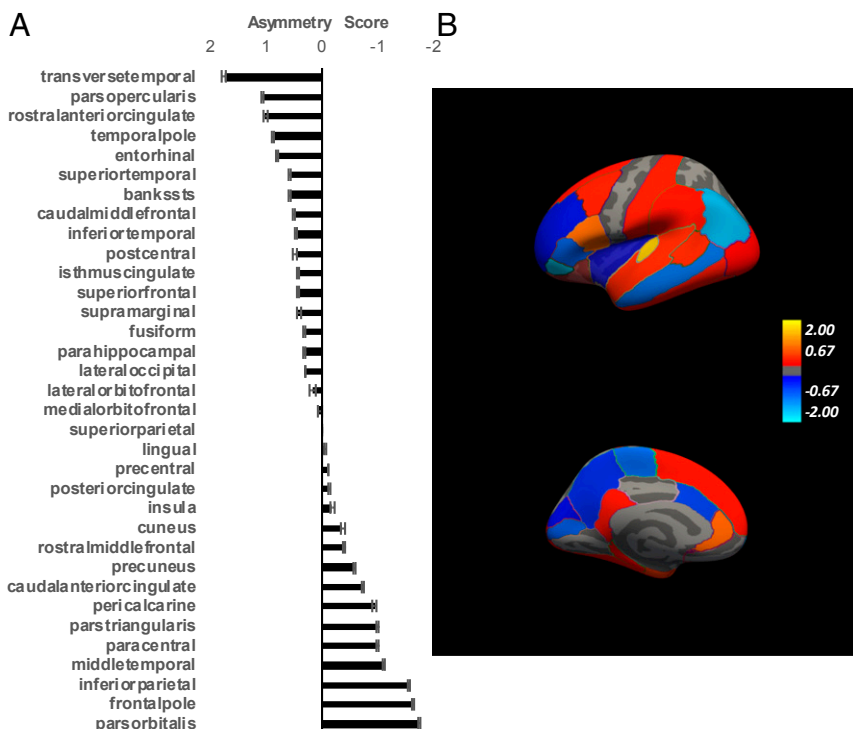 A
Asymmetry Score
2 1 0 -1 -2
B
transversetemporal
parsopercularis
rostralanteriorcingulate
temporalpole
entorhinal
superiortemporal
bankssts
caudalmiddlefrontal
inferiortemporal
postcentral
isthmuscingulate
superiorfrontal
supramarginal
fusiform
parahippocampal
lateraloccipital
lateralorbitofrontal
medialorbitofrontal
superiorparietal
lingual
precentral
posteriorcingulate
insula
cuneus
rostralmiddlefrontal
precuneus
caudalanteriorcingulate
pericalcarine
parstriangularis
paracentral
middletemporal
inferiorparietal
frontalpole
parsorbitalis
2.00
0.67
-0.67
-2.00